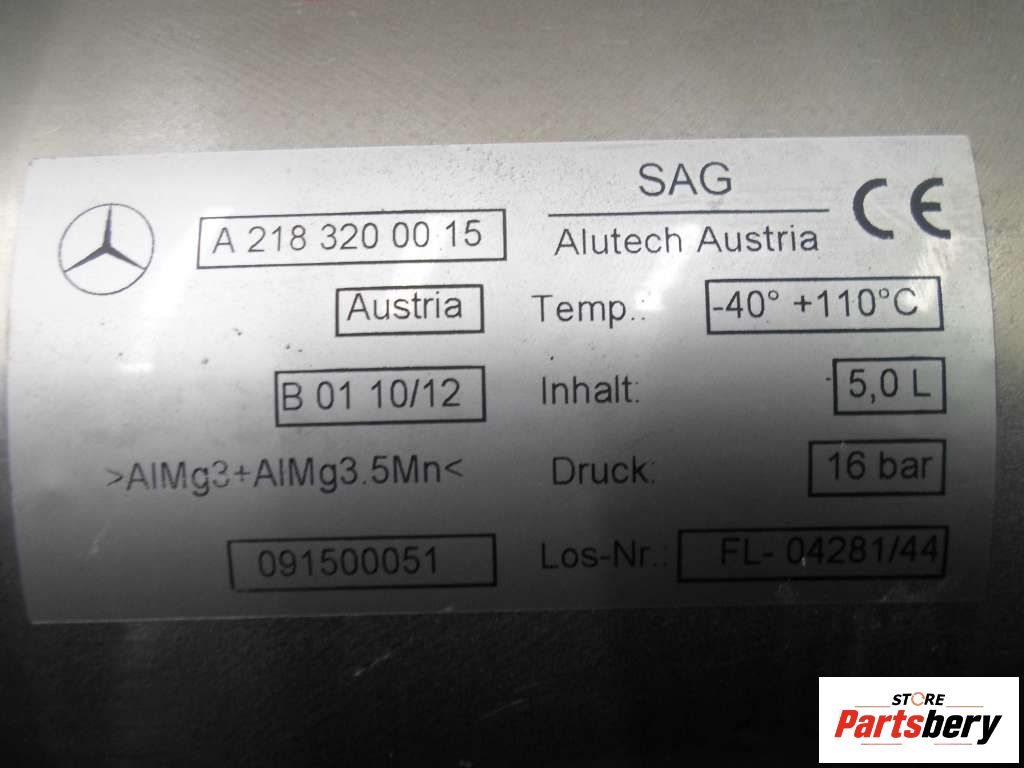 SAG
A 218 320 00 15
Alutech Austria
CE
Austria
Temp.: -40° +110°C
B 01 10/12
Inhalt: 5,0 L
>AlMg3+AlMg3.5Mn<
Druck: 16 bar
091500051
Los-Nr.: FL- 04281/44
STORE
Partsbery